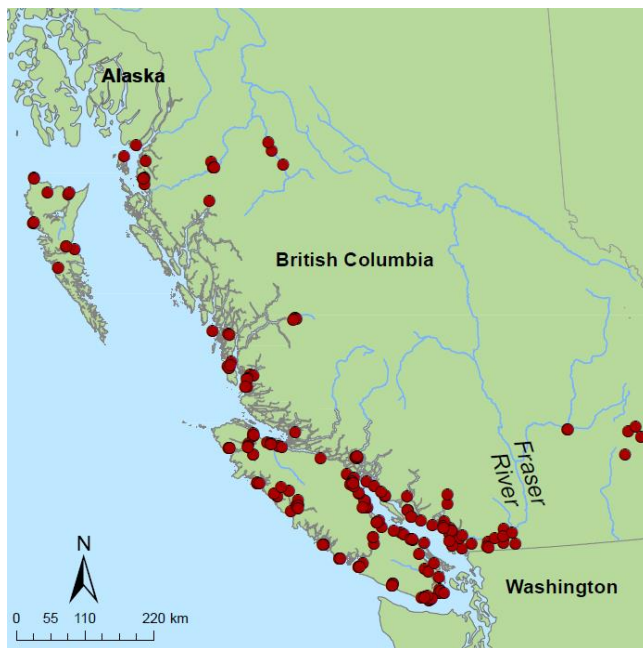 Alaska
British Columbia
Fraser
River
N
Washington
0 55 110 220 km